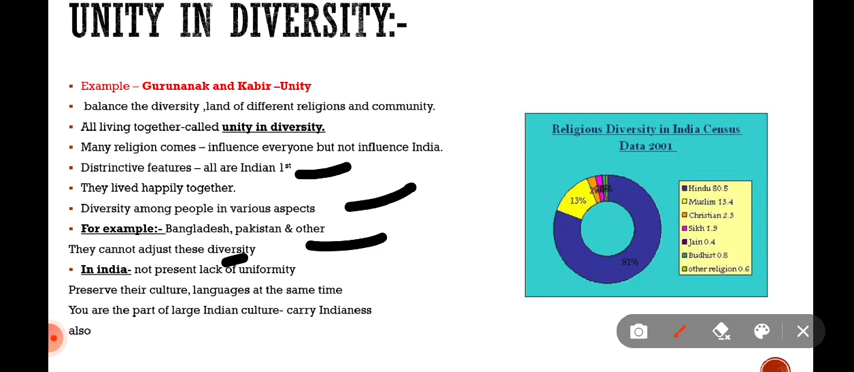 UNITY IN DIVERSITY:-
Example – Gurunanak and Kabir –Unity
balance the diversity ,land of different religions and community.
All living together-called unity in diversity.
Many religion comes – influence everyone but not influence India.
Distrinctive features – all are Indian 1st
They lived happily together.
Diversity among people in various aspects
For example:- Bangladesh, pakistan & other
They cannot adjust these diversity
In india- not present lack of uniformity
Preserve their culture, languages at the same time
You are the part of large Indian culture- carry Indianess
also
Religious Diversity in India Census
Data 2001
13%
81%
Hindu 80.5
Muslim 13.4
Christian 2.3
Sikh 1.9
Jain 0.4
Budhist 0.8
other religion 0.6